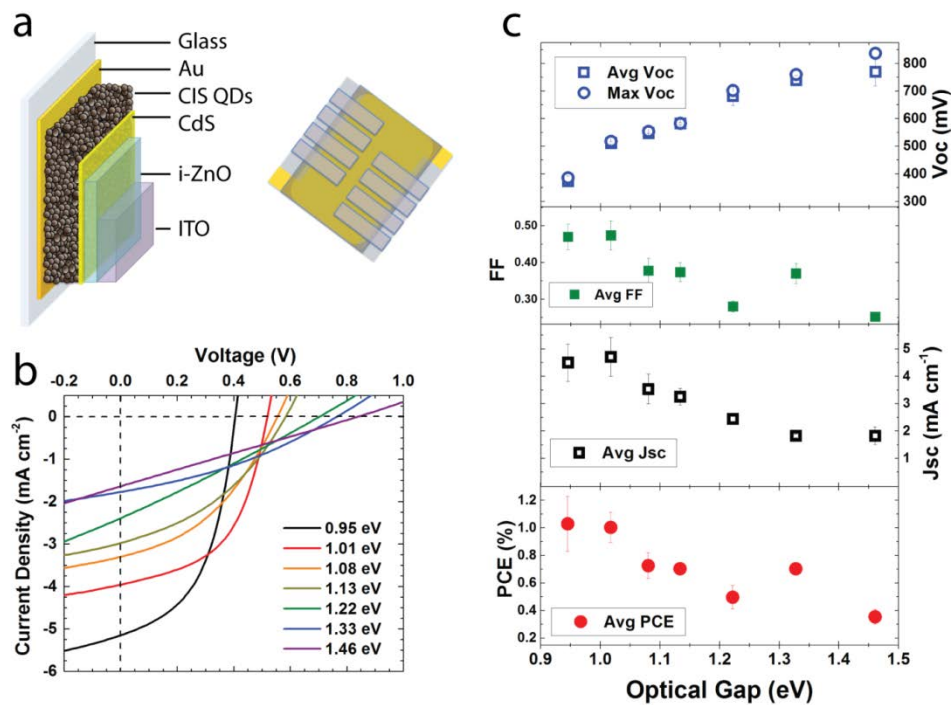 a
Glass
Au
CIS QDs
CdS
i-ZnO
ITO
b
Voltage (V)
-0.2 0.0 0.2 0.4 0.6 0.8 1.0
Current Density (mA cm-2)
0
-1
-2
-3
-4
-5
-6
0.95 eV
1.01 eV
1.08 eV
1.13 eV
1.22 eV
1.33 eV
1.46 eV
c
Avg Voc
Max Voc
800
700
600
500
400
300
Voc (mV)
FF
0.50
0.40
0.30
Avg FF
5
4
3
2
1
Jsc (mA cm-1)
Avg Jsc
PCE (%)
1.2
1.0
0.8
0.6
0.4
0.2
Avg PCE
0.9 1.0 1.1 1.2 1.3 1.4 1.5
Optical Gap (eV)